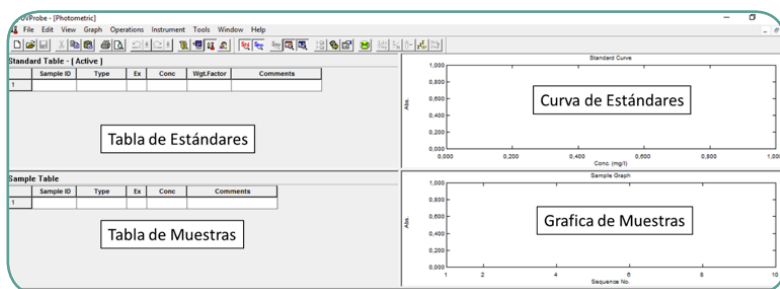 UVProbe - [Photometric]
File Edit View Graph Operations Instrument Tools Window Help
Standard Table - [ Active ]
Sample ID Type Ex Conc Wgt.Factor Comments
1
Tabla de Estándares
Standard Curve
1,000
0,800
0,600
0,400
0,200
0,000
Abs.
Curva de Estándares
0,000 0,200 0,400 0,600 0,800 1,000
Conc. (mg/l)
Sample Table
Sample ID Type Ex Conc Comments
1
Tabla de Muestras
Sample Graph
1,000
0,800
0,600
0,400
0,200
0,000
Abs.
Grafica de Muestras
1 2 4 6 8 10
Sequence No.